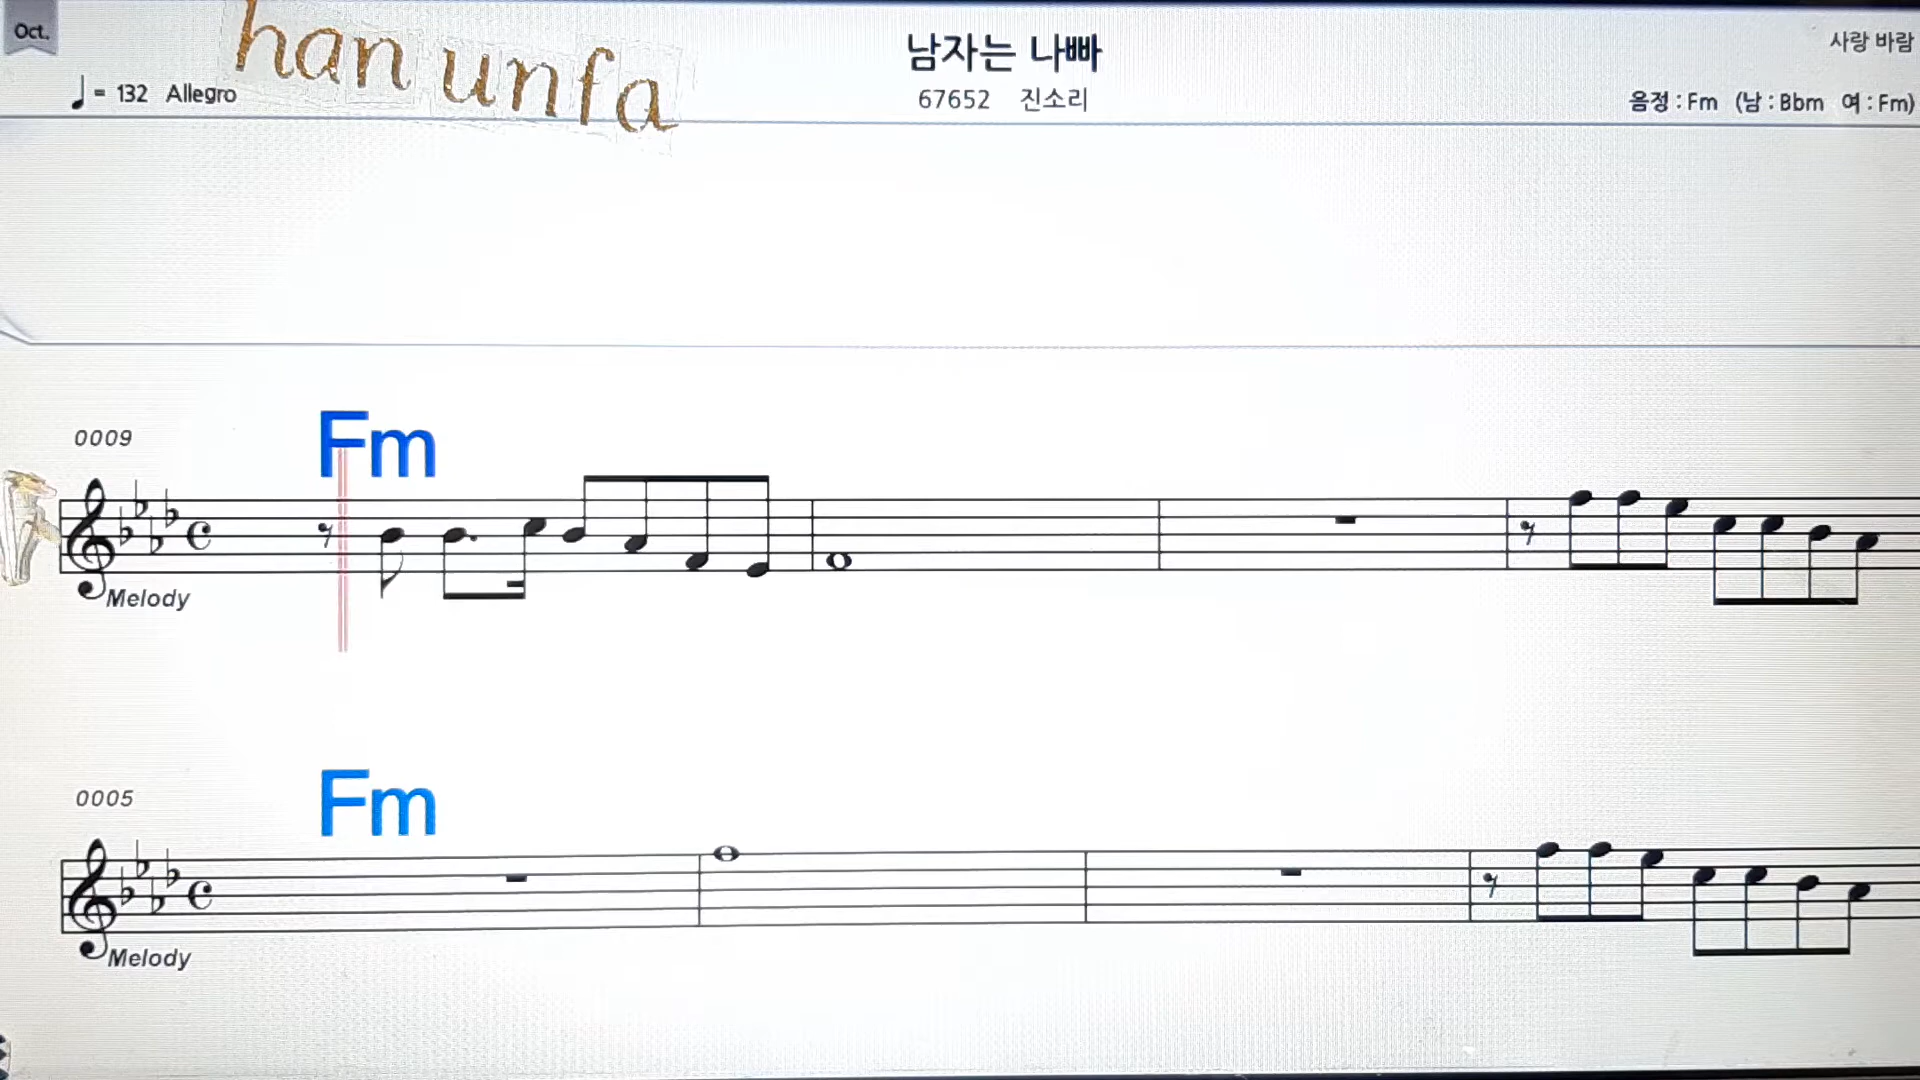 Oct.
han unfa
남자는 나빠
사랑 바람
♩= 132 Allegro
67652 진소리
음정 : Fm (남 : Bbm 여 : Fm)
0009
Fm
Melody
0005
Fm
Melody